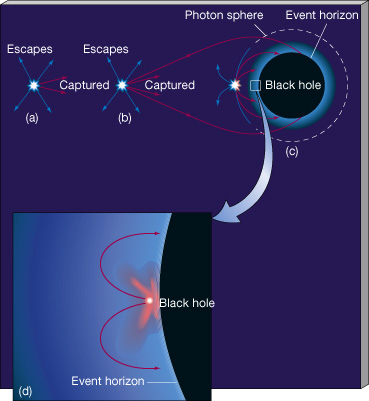 Photon sphere
Event horizon
Escapes
Escapes
Captured
Captured
Black hole
(a)
(b)
(c)
Black hole
Event horizon
(d)